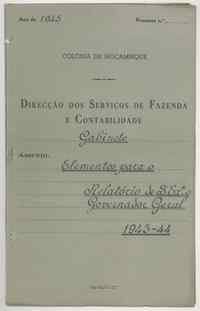 Ano de 1945
Processo n.º
COLÓNIA DE MOÇAMBIQUE
DIRECÇÃO DOS SERVIÇOS DE FAZENDA
E CONTABILIDADE
Gabinete
Assunto:
Elementos para o
Relatório de S. Exª o
Governador Geral
1943-44